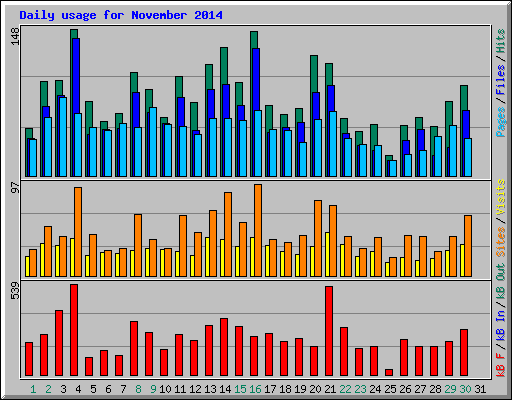 Daily usage for November 2014
148
Pages / Files / Hits
97
Sites / Visits
539
kB F / kB In / kB Out
1 2 3 4 5 6 7 8 9 10 11 12 13 14 15 16 17 18 19 20 21 22 23 24 25 26 27 28 29 30 31